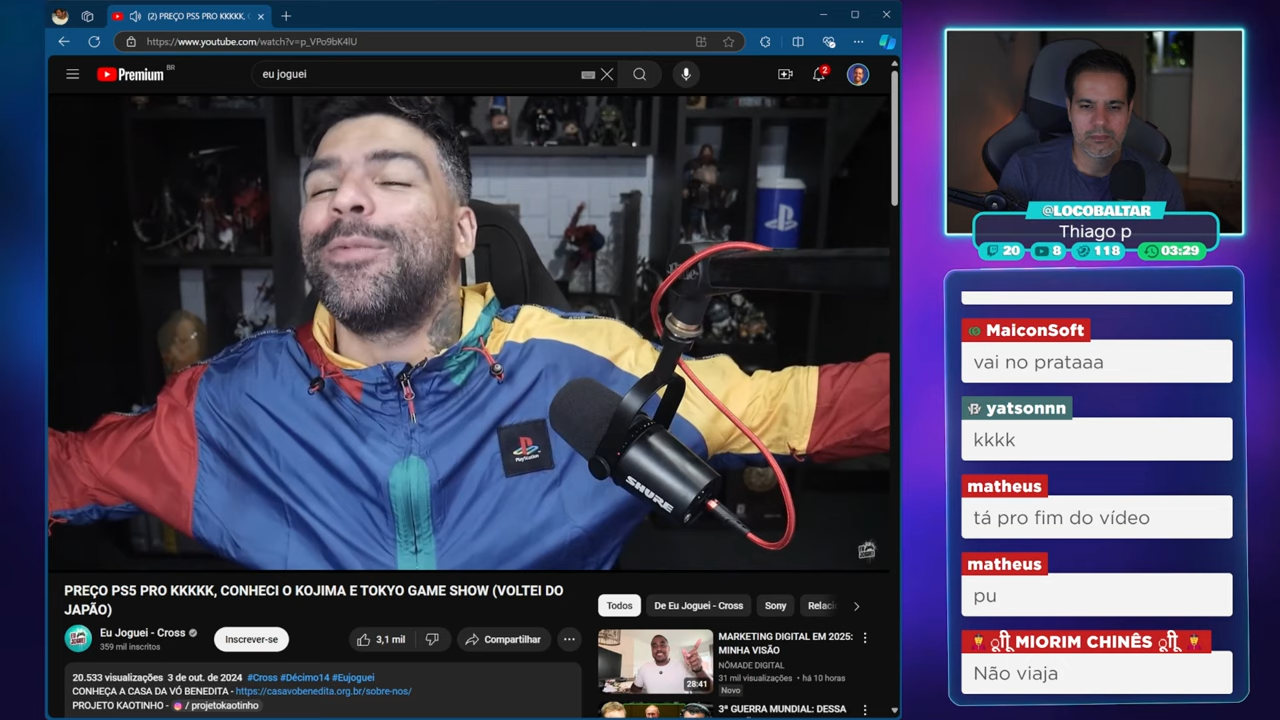 (2) PREÇO PS5 PRO KKKKK, C
https://www.youtube.com/watch?v=p_VPo9bK4lU
Premium
BR
eu joguei
2
PlayStation
SHURE
PREÇO PS5 PRO KKKKK, CONHECI O KOJIMA E TOKYO GAME SHOW (VOLTEI DO
JAPÃO)
Eu Joguei - Cross
359 mil inscritos
Inscrever-se
3,1 mil
Compartilhar
20.533 visualizações 3 de out. de 2024 #Cross #Décimo14 #Eujoguei
CONHEÇA A CASA DA VÓ BENEDITA - https://casavobenedita.org.br/sobre-nos/
PROJETO KAOTINHO - / projetokaotinho
Todos
De Eu Joguei - Cross
Sony
Relaci
28:41
MARKETING DIGITAL EM 2025:
MINHA VISÃO
NÔMADE DIGITAL
31 mil visualizações • há 10 horas
Novo
3ª GUERRA MUNDIAL: DESSA
@LOCOBALTAR
Thiago p
20
8
118
03:29
MaiconSoft
vai no prataaa
yatsonnn
kkkk
matheus
tá pro fim do vídeo
matheus
pu
MIORIM CHINÊS
Não viaja